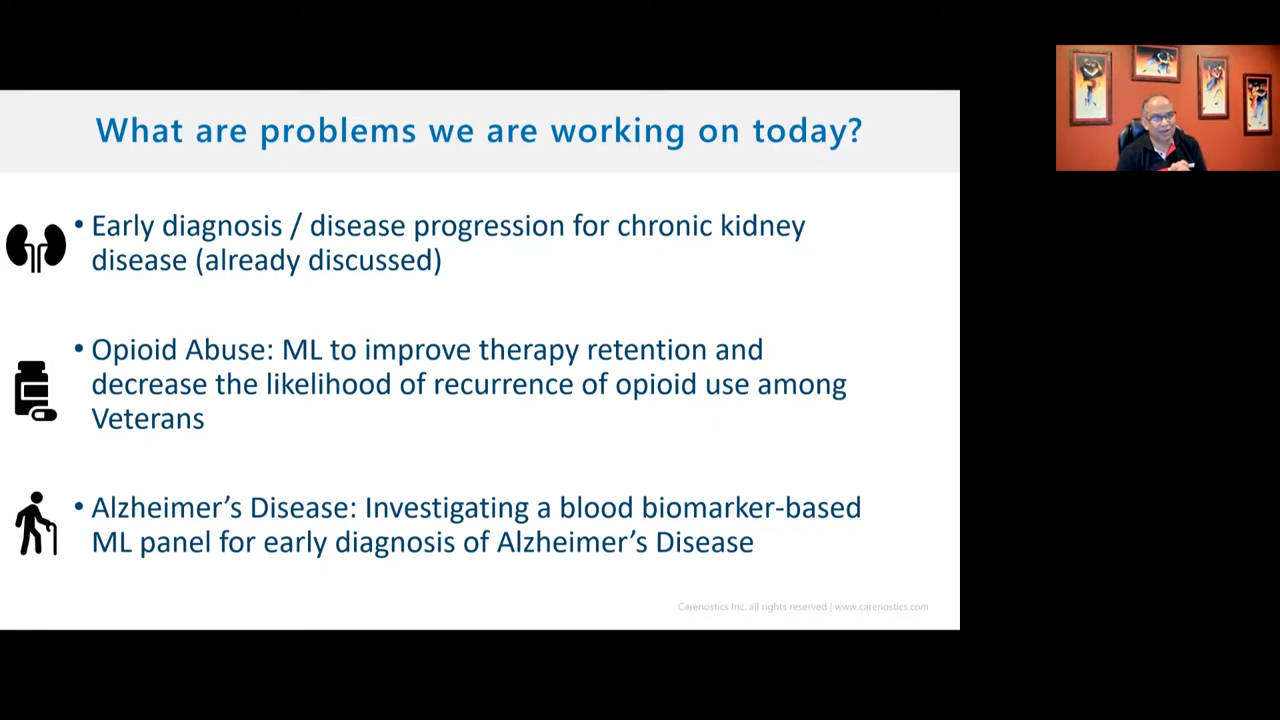 What are problems we are working on today?
• Early diagnosis / disease progression for chronic kidney
disease (already discussed)
• Opioid Abuse: ML to improve therapy retention and
decrease the likelihood of recurrence of opioid use among
Veterans
• Alzheimer’s Disease: Investigating a blood biomarker-based
ML panel for early diagnosis of Alzheimer’s Disease
Carenostics Inc. all rights reserved | www.carenostics.com